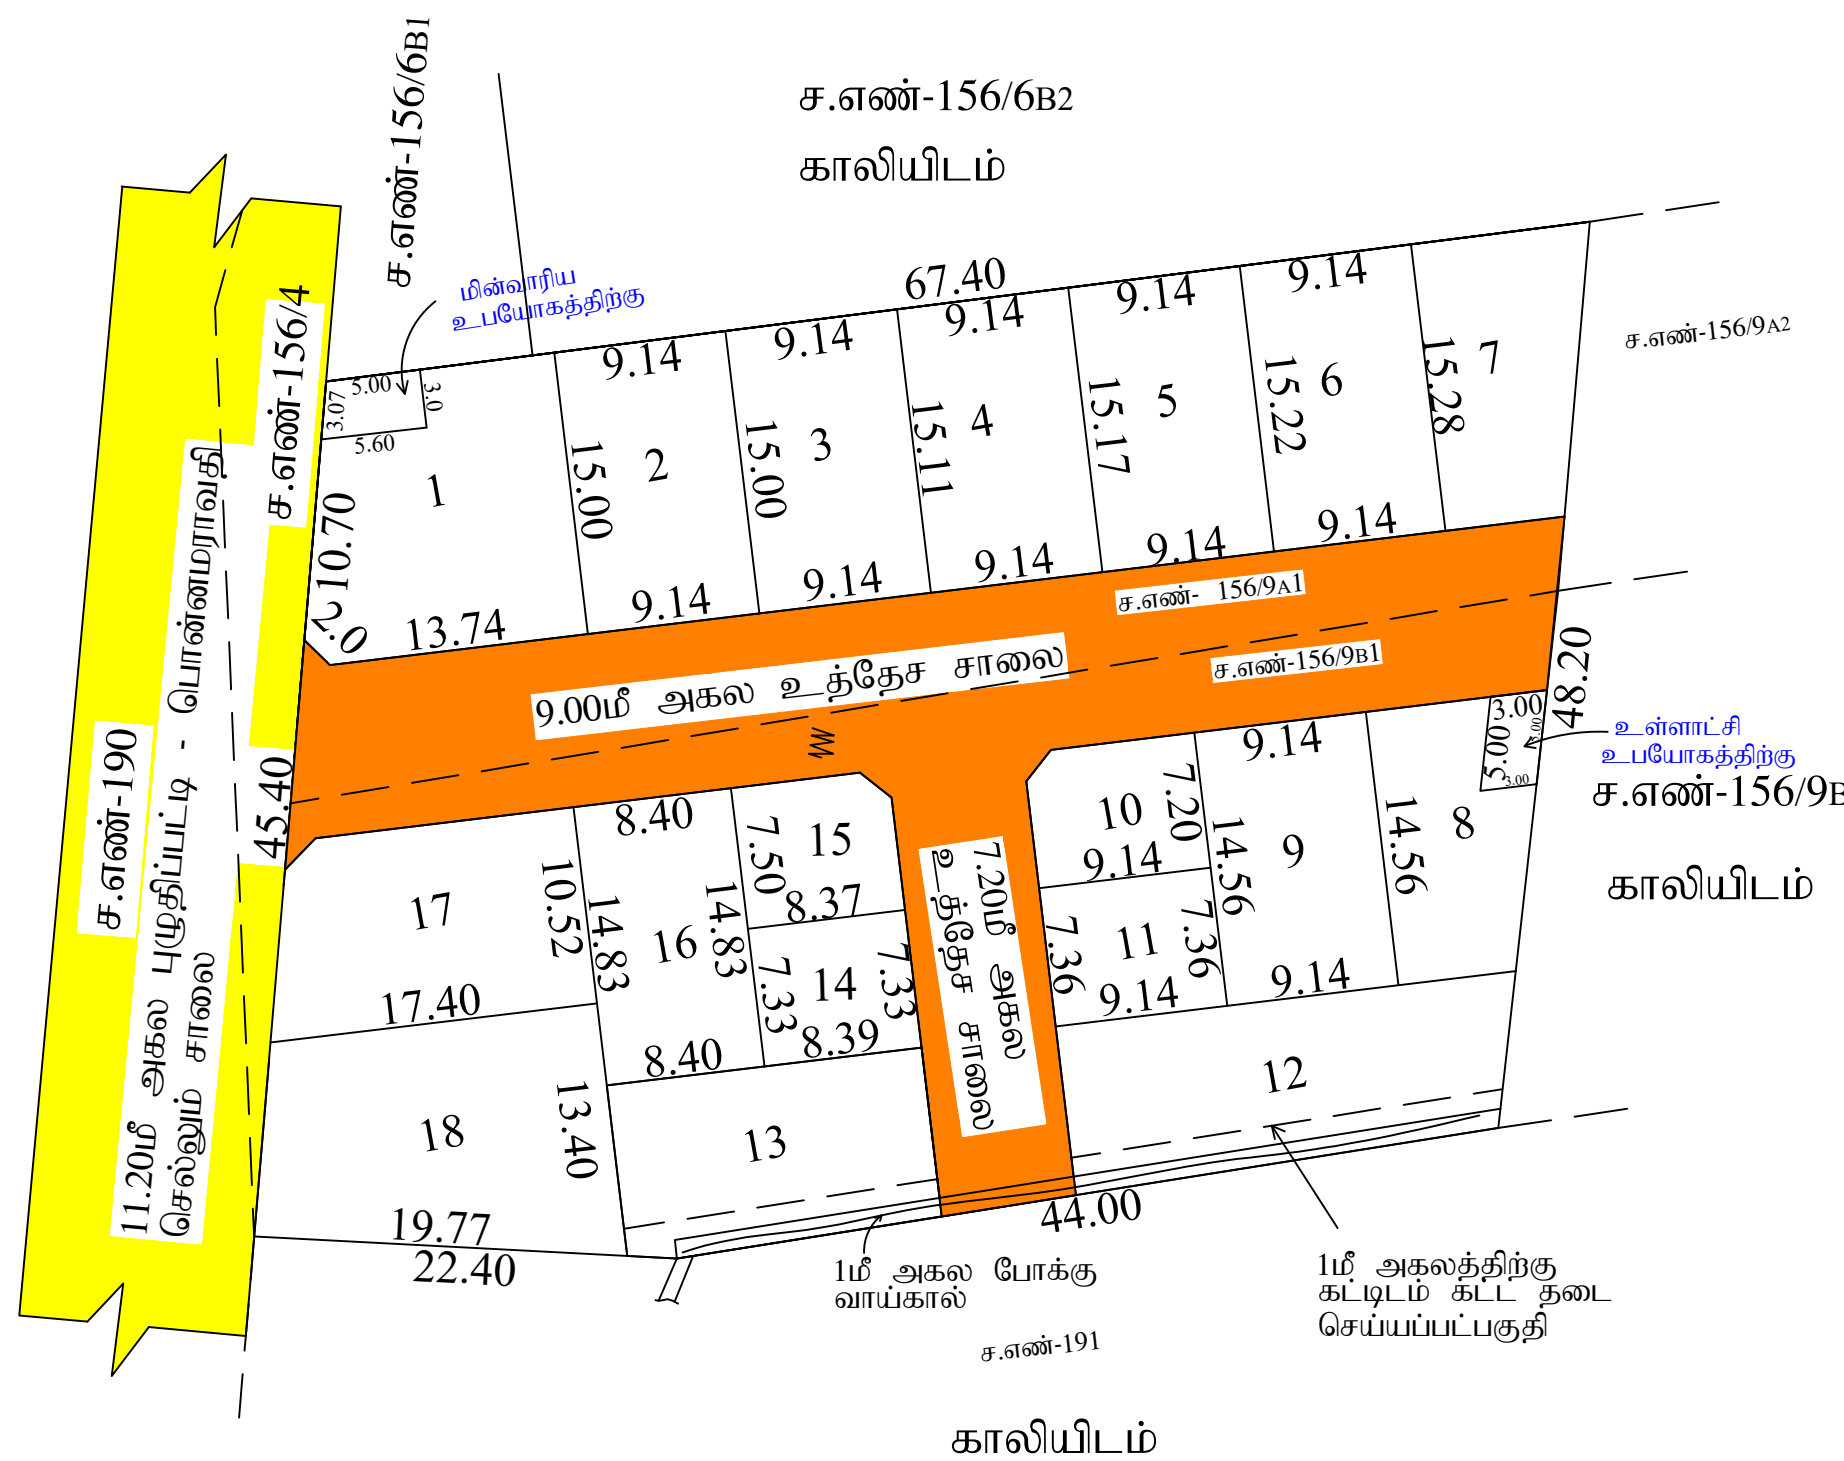 ச.எண்-156/6B1
ச.எண்-156/6B2
காலியிடம்
மின்வாரிய
உபயோகத்திற்கு
67.40
ச.எண்-156/4
ச.எண்-156/9A2
5.00
3.07
3.0
5.60
1
10.70
2.0
13.74
9.14
15.00
2
9.14
9.14
15.00
3
9.14
9.14
15.11
4
9.14
9.14
15.17
5
9.14
9.14
15.22
6
9.14
15.28
7
ச.எண்- 156/9A1
ச.எண்-156/9B1
9.00மீ அகல உத்தேச சாலை
48.20
3.00
5.00
5.00
3.00
உள்ளாட்சி
உபயோகத்திற்கு
ச.எண்-156/9B
காலியிடம்
ச.எண்-190
11.20மீ அகல புழுதிப்பட்டி - பொன்னமராவதி
செல்லும் சாலை
45.40
17
10.52
17.40
8.40
14.83
16
14.83
8.40
7.50
15
8.37
7.33
14
7.33
8.39
7.20மீ அகல
உத்தேச சாலை
10
7.20
9.14
7.36
11
7.36
9.14
9.14
14.56
9
9.14
14.56
8
12
13
18
13.40
19.77
22.40
44.00
1மீ அகல போக்கு
வாய்கால்
1மீ அகலத்திற்கு
கட்டிடம் கட்ட தடை
செய்யப்பட்பகுதி
ச.எண்-191
காலியிடம்